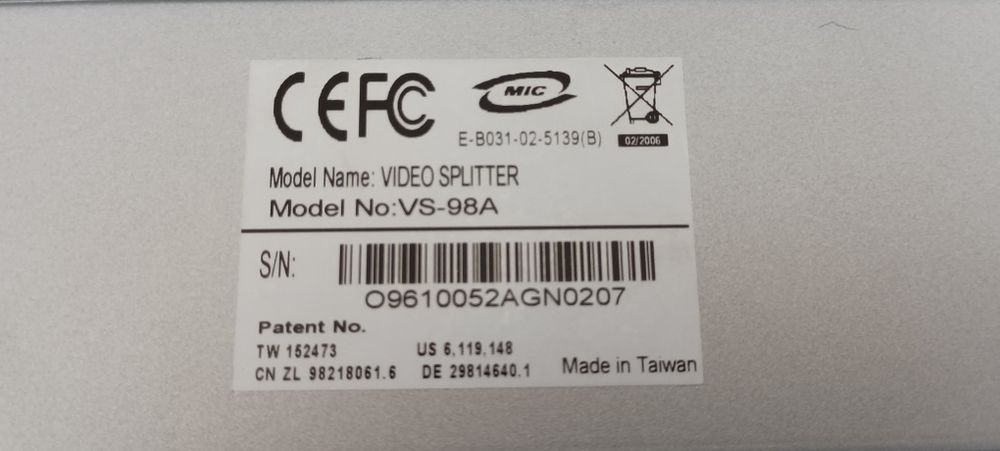 CE FC MIC
E-B031-02-5139(B) 02/2006
Model Name: VIDEO SPLITTER
Model No:VS-98A
S/N:
O9610052AGN0207
Patent No.
TW 152473 US 6,119,148
CN ZL 98218061.6 DE 29814640.1 Made in Taiwan